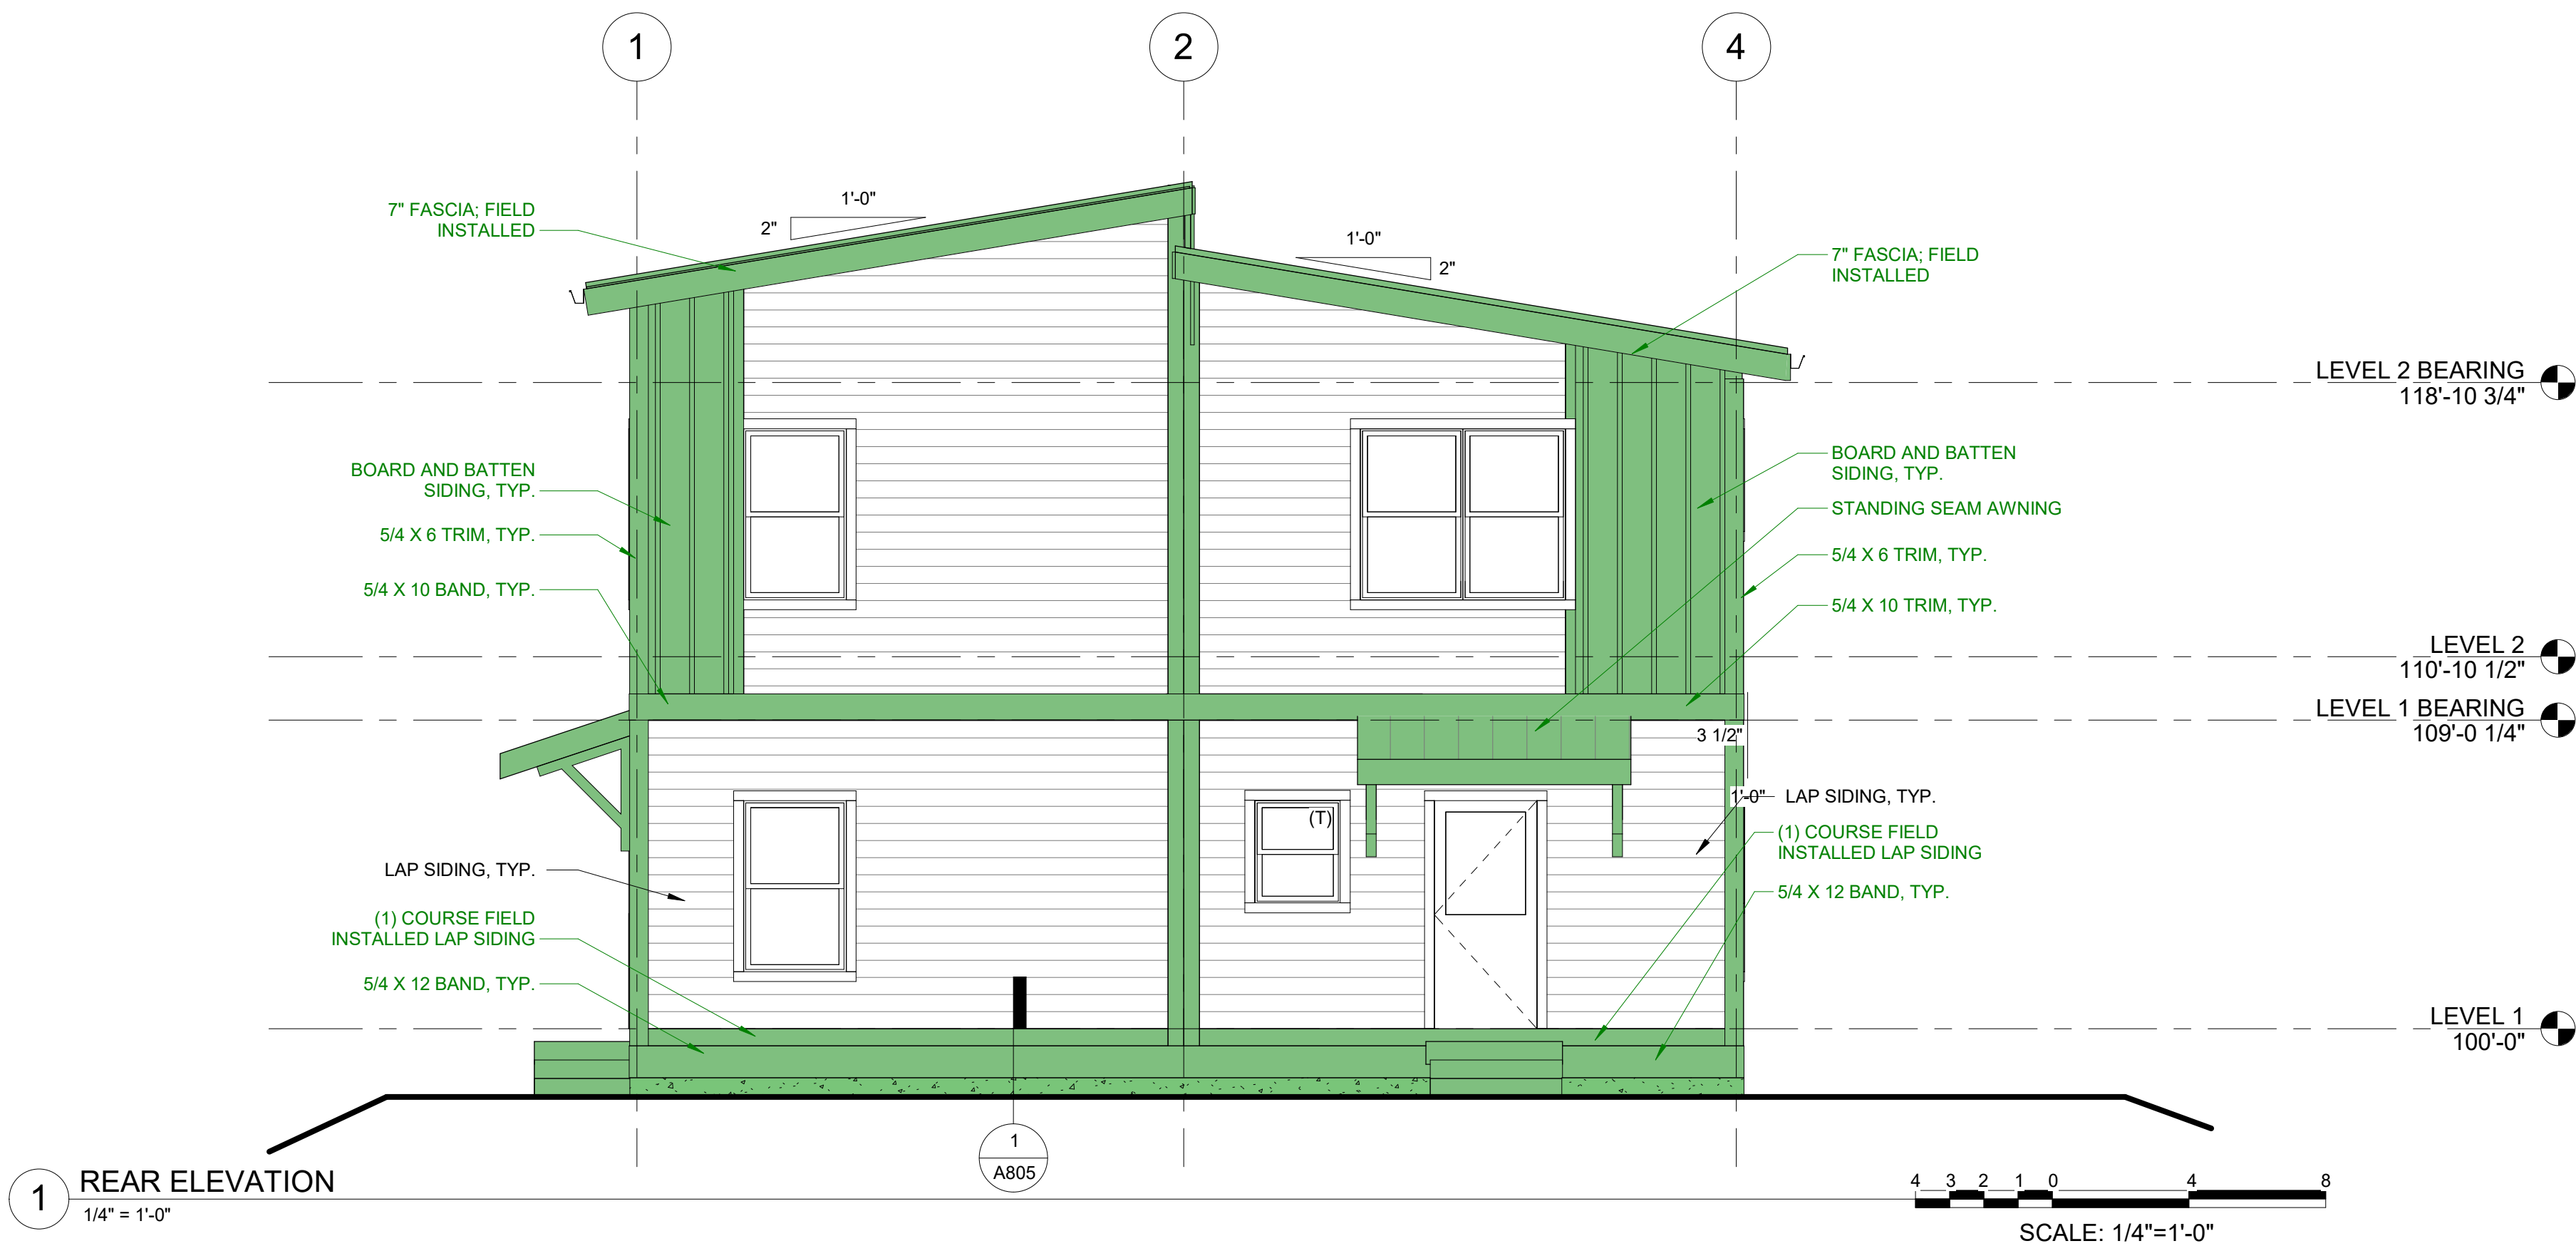 1
2
4
7" FASCIA; FIELD
INSTALLED
1'-0"
2"
1'-0"
2"
7" FASCIA; FIELD
INSTALLED
LEVEL 2 BEARING
118'-10 3/4"
BOARD AND BATTEN
SIDING, TYP.
5/4 X 6 TRIM, TYP.
5/4 X 10 BAND, TYP.
BOARD AND BATTEN
SIDING, TYP.
STANDING SEAM AWNING
5/4 X 6 TRIM, TYP.
5/4 X 10 TRIM, TYP.
LEVEL 2
110'-10 1/2"
LEVEL 1 BEARING
109'-0 1/4"
3 1/2"
1'-0"
LAP SIDING, TYP.
(T)
(1) COURSE FIELD
INSTALLED LAP SIDING
5/4 X 12 BAND, TYP.
LAP SIDING, TYP.
(1) COURSE FIELD
INSTALLED LAP SIDING
5/4 X 12 BAND, TYP.
LEVEL 1
100'-0"
1
A805
1
REAR ELEVATION
1/4" = 1'-0"
4 3 2 1 0 4 8
SCALE: 1/4"=1'-0"